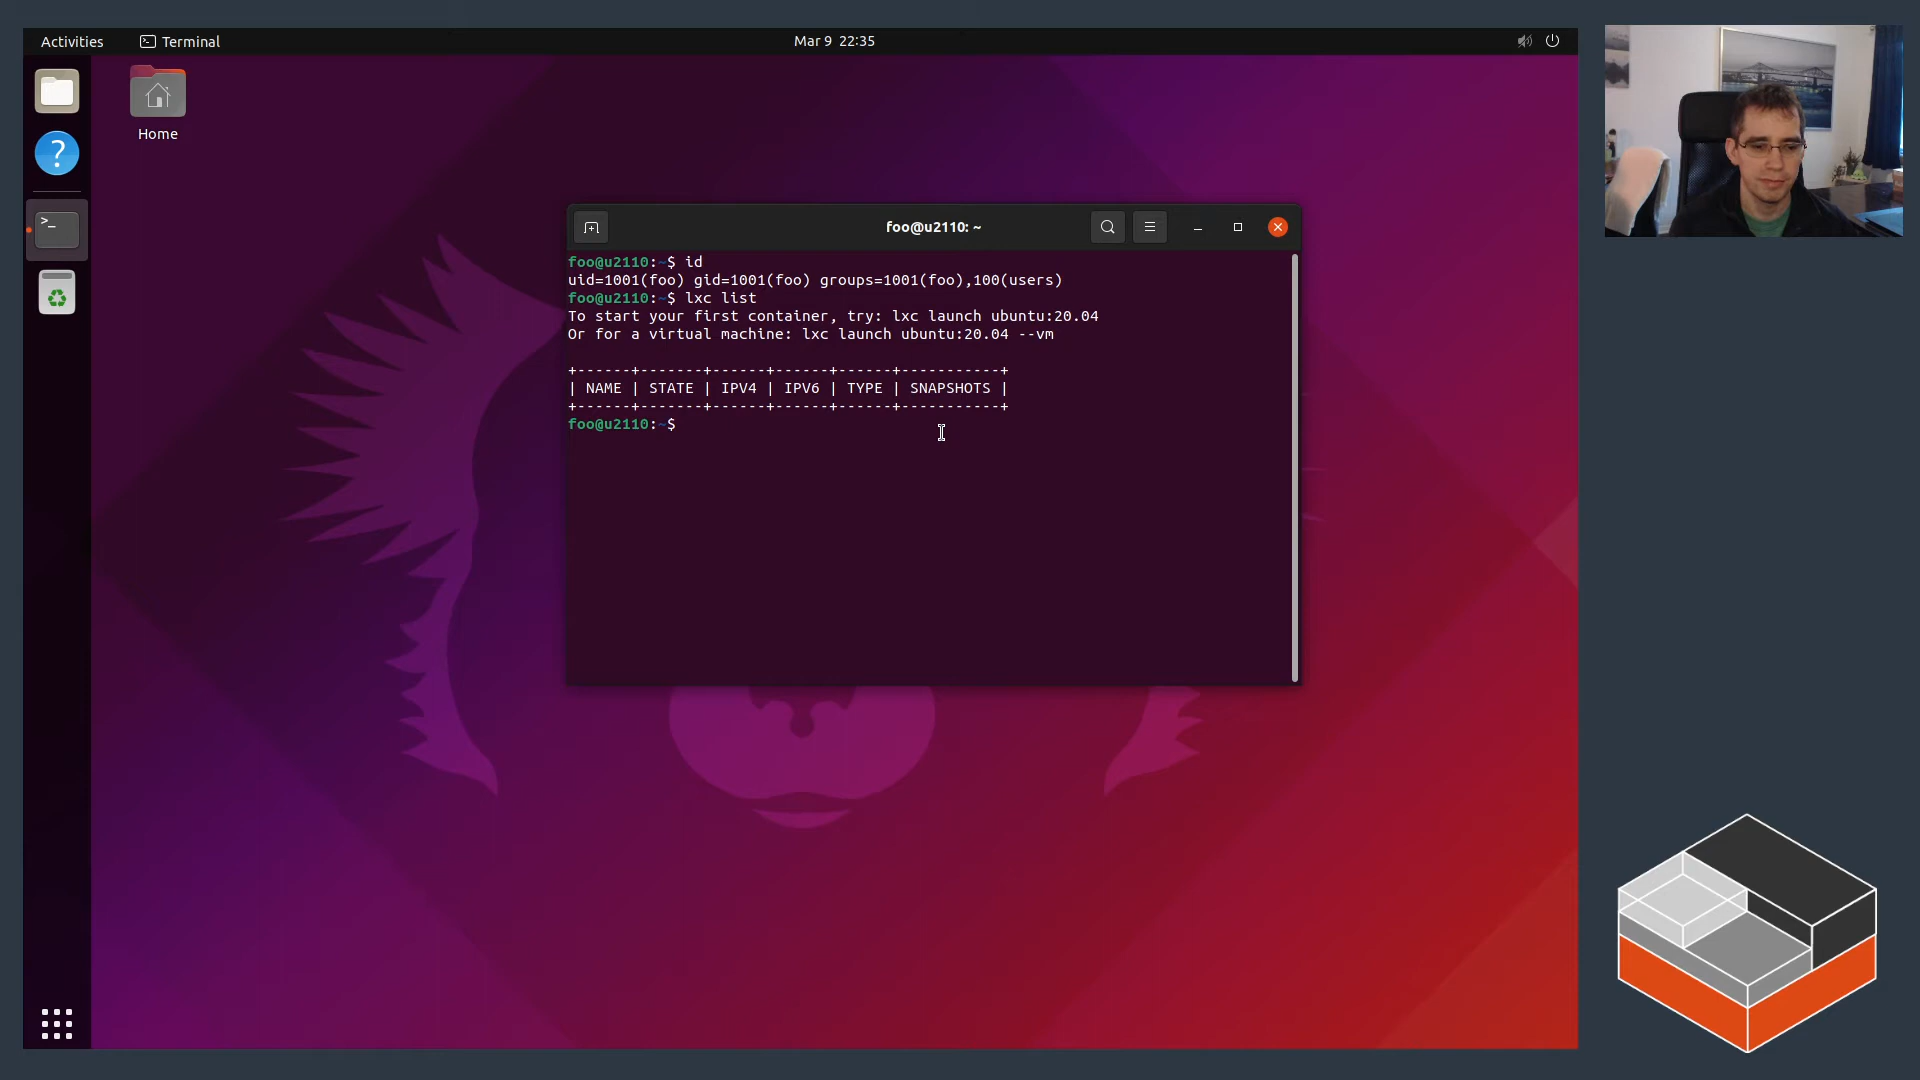 Activities
Terminal
Mar 9 22:35
Home
foo@u2110: ~
foo@u2110:~$ id
uid=1001(foo) gid=1001(foo) groups=1001(foo),100(users)
foo@u2110:~$ lxc list
To start your first container, try: lxc launch ubuntu:20.04
Or for a virtual machine: lxc launch ubuntu:20.04 --vm
+------+-------+------+------+------+-----------+
| NAME | STATE | IPV4 | IPV6 | TYPE | SNAPSHOTS |
+------+-------+------+------+------+-----------+
foo@u2110:~$